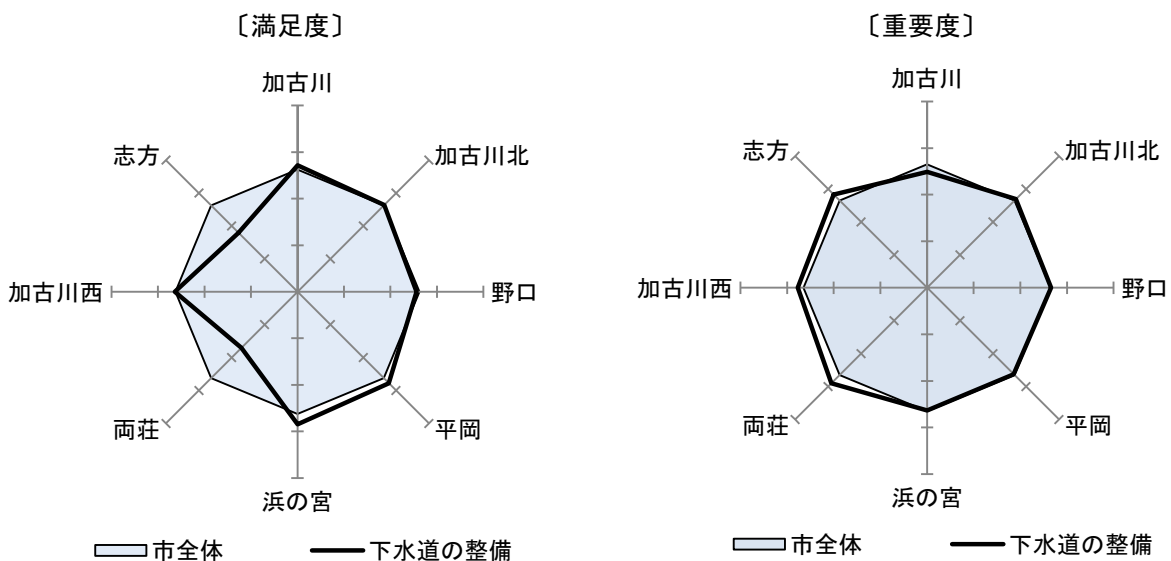 〔満足度〕
加古川
加古川北
野口
平岡
浜の宮
両荘
加古川西
志方
市全体
下水道の整備
〔重要度〕
加古川
加古川北
野口
平岡
浜の宮
両荘
加古川西
志方
市全体
下水道の整備